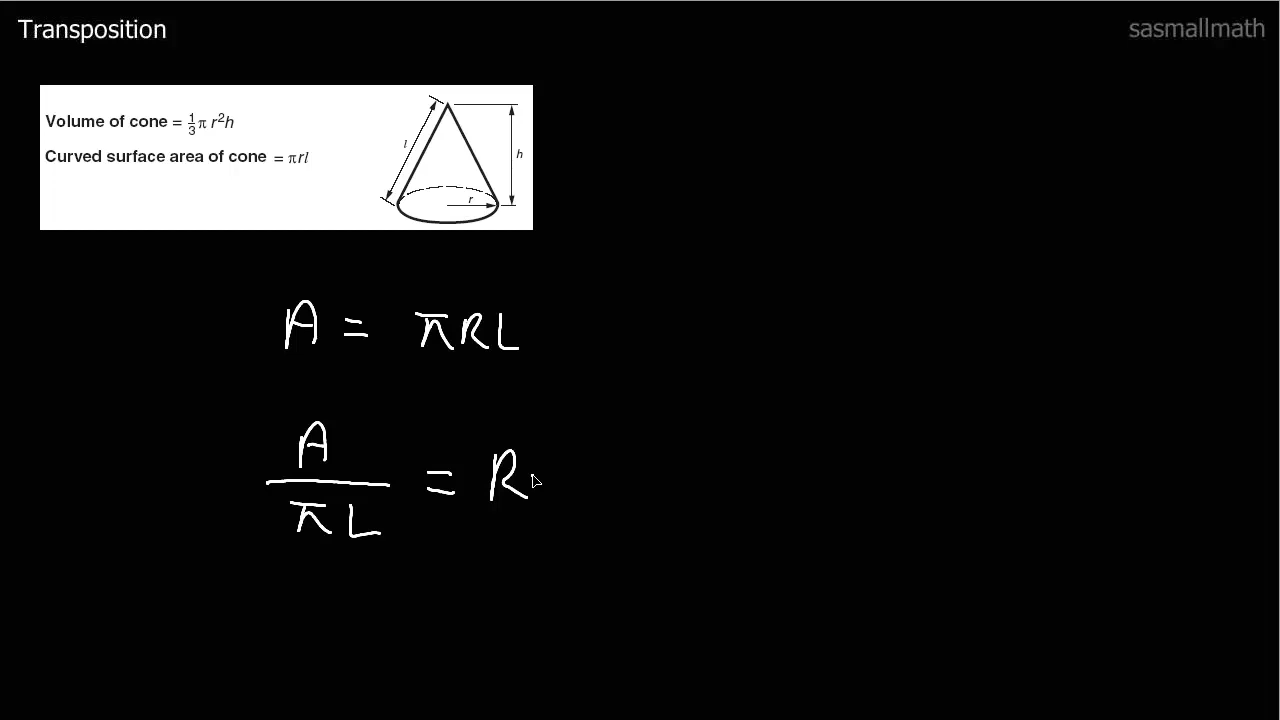 Transposition
sasmallmath
Volume of cone = 1/3 π r²h
Curved surface area of cone = πrl
l
h
r
A = πRL
A/πL = R